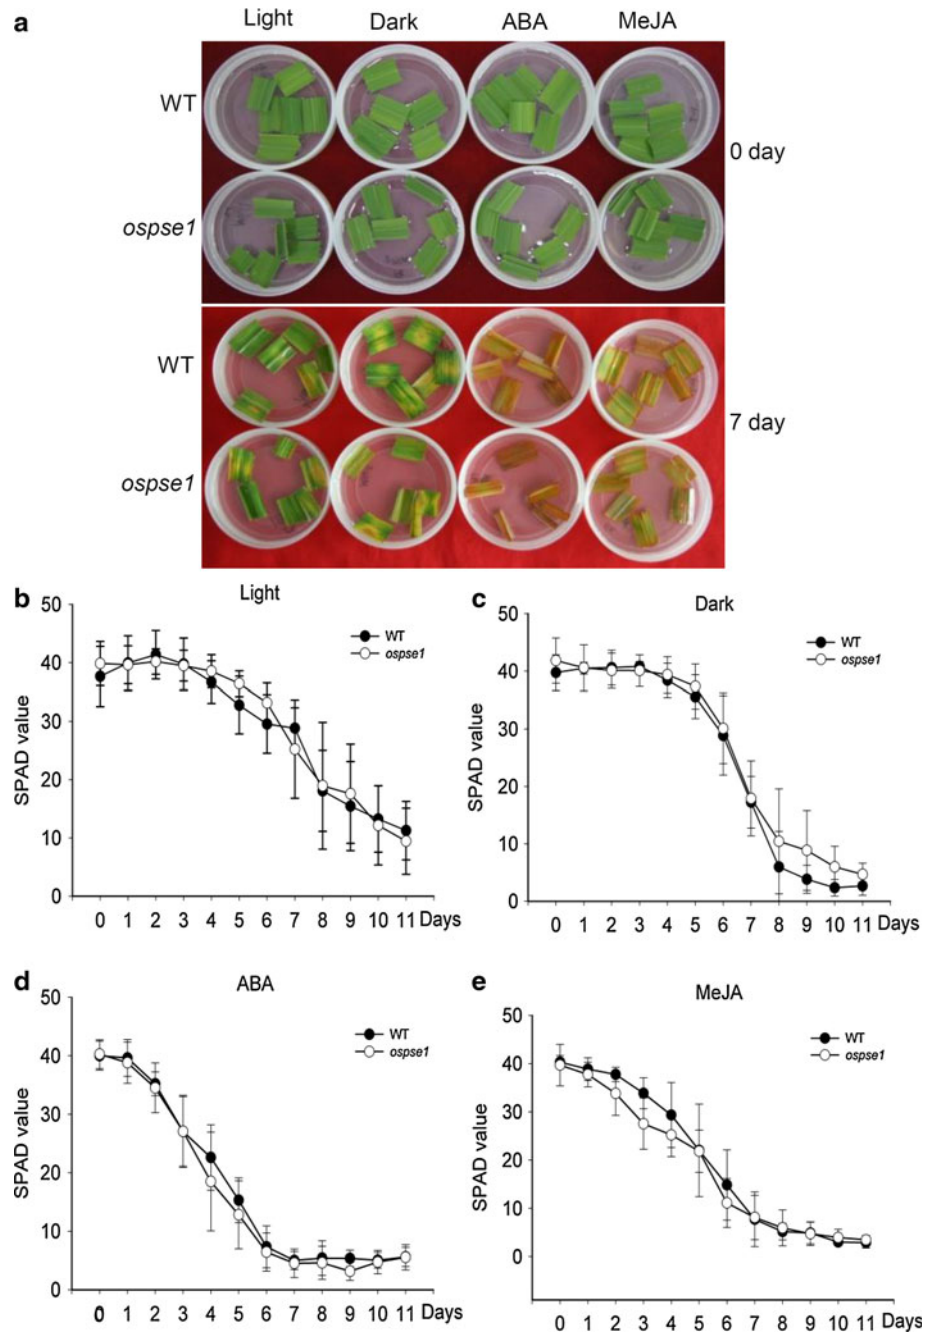 a
Light Dark ABA MeJA
WT
0 day
ospse1
WT
7 day
ospse1
b
Light
50
40
30
20
10
0
SPAD value
WT
ospse1
0 1 2 3 4 5 6 7 8 9 10 11 Days
c
Dark
50
40
30
20
10
0
SPAD value
WT
ospse1
0 1 2 3 4 5 6 7 8 9 10 11 Days
d
ABA
50
40
30
20
10
0
SPAD value
WT
ospse1
0 1 2 3 4 5 6 7 8 9 10 11 Days
e
MeJA
50
40
30
20
10
0
SPAD value
WT
ospse1
0 1 2 3 4 5 6 7 8 9 10 11 Days